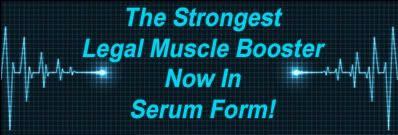 The Strongest
Legal Muscle Booster
Now In
Serum Form!